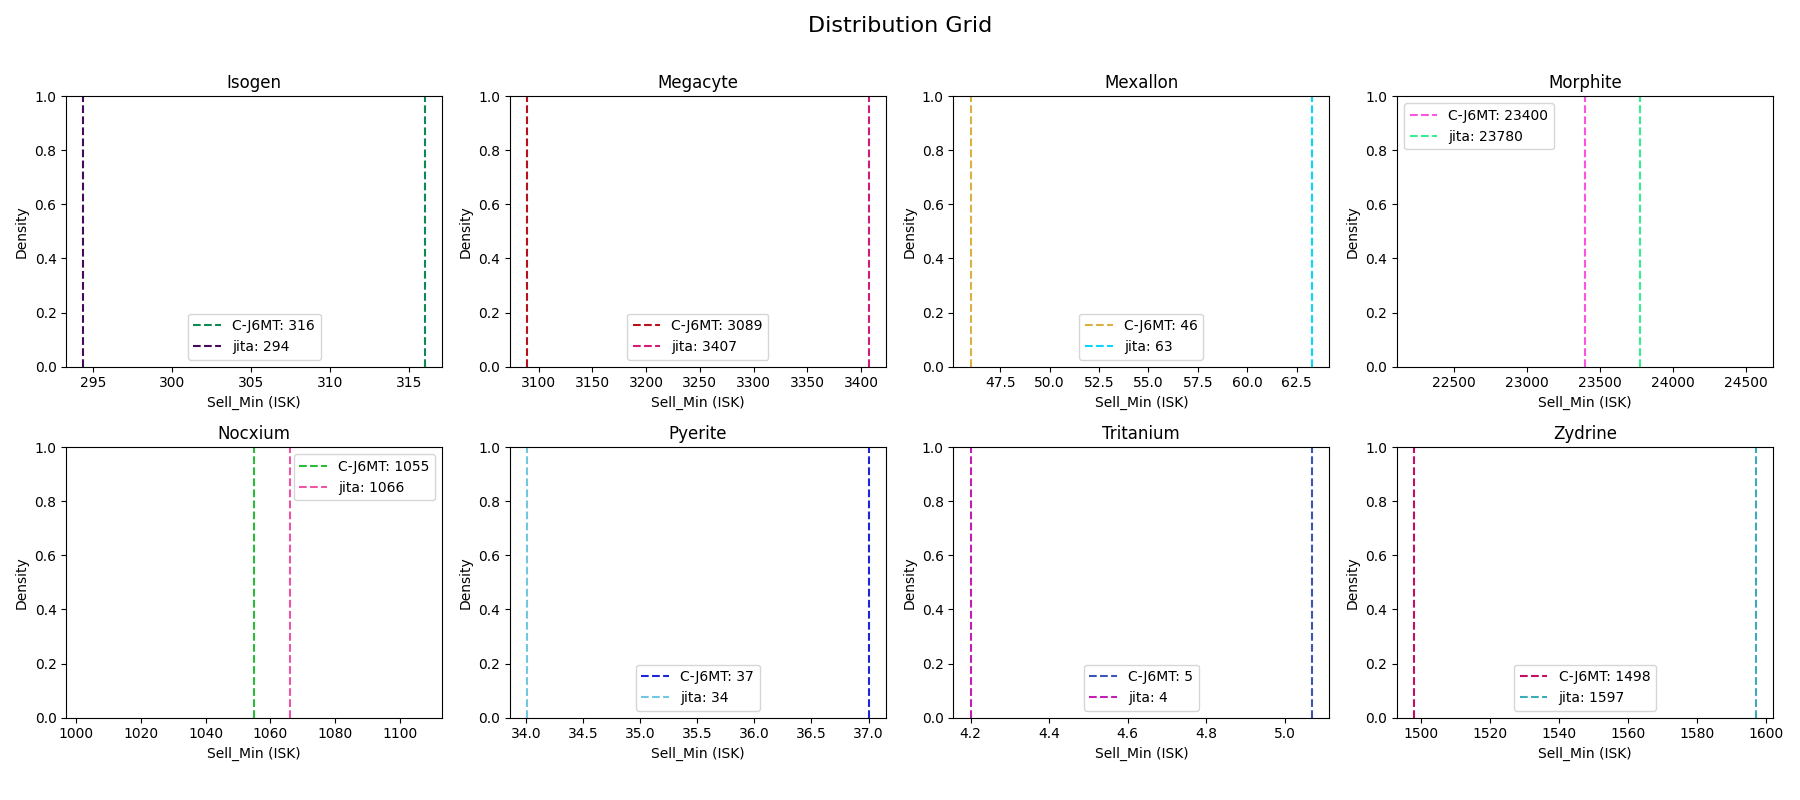 Distribution Grid
Isogen
1.0
0.8
0.6
0.4
0.2
0.0
Density
C-J6MT: 316
jita: 294
295 300 305 310 315
Sell_Min (ISK)
Megacyte
1.0
0.8
0.6
0.4
0.2
0.0
Density
C-J6MT: 3089
jita: 3407
3100 3150 3200 3250 3300 3350 3400
Sell_Min (ISK)
Mexallon
1.0
0.8
0.6
0.4
0.2
0.0
Density
C-J6MT: 46
jita: 63
47.5 50.0 52.5 55.0 57.5 60.0 62.5
Sell_Min (ISK)
Morphite
1.0
0.8
0.6
0.4
0.2
0.0
Density
C-J6MT: 23400
jita: 23780
22500 23000 23500 24000 24500
Sell_Min (ISK)
Nocxium
1.0
0.8
0.6
0.4
0.2
0.0
Density
C-J6MT: 1055
jita: 1066
1000 1020 1040 1060 1080 1100
Sell_Min (ISK)
Pyerite
1.0
0.8
0.6
0.4
0.2
0.0
Density
C-J6MT: 37
jita: 34
34.0 34.5 35.0 35.5 36.0 36.5 37.0
Sell_Min (ISK)
Tritanium
1.0
0.8
0.6
0.4
0.2
0.0
Density
C-J6MT: 5
jita: 4
4.2 4.4 4.6 4.8 5.0
Sell_Min (ISK)
Zydrine
1.0
0.8
0.6
0.4
0.2
0.0
Density
C-J6MT: 1498
jita: 1597
1500 1520 1540 1560 1580 1600
Sell_Min (ISK)